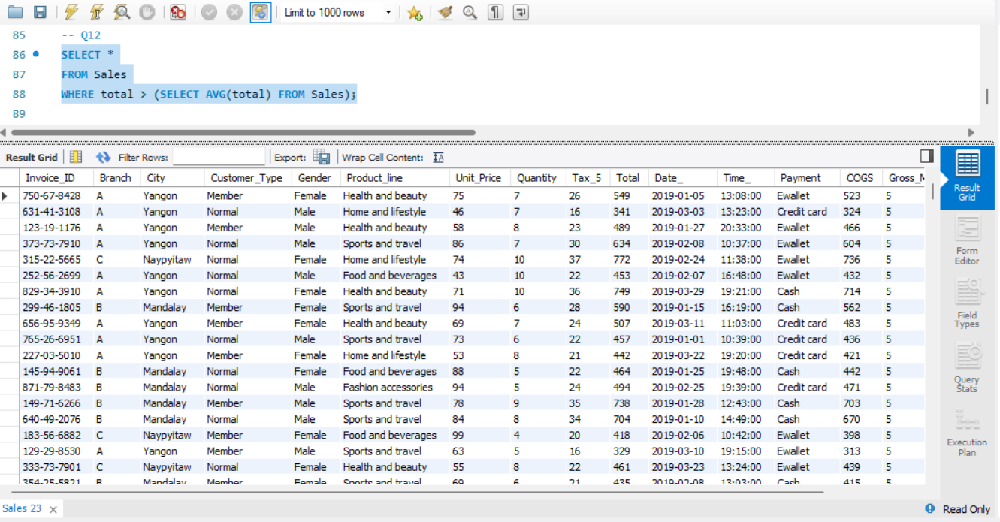 Limit to 1000 rows
85 -- Q12
86 SELECT *
87 FROM Sales
88 WHERE total > (SELECT AVG(total) FROM Sales);
89
Result Grid Filter Rows: Export: Wrap Cell Content: IA
Invoice_ID Branch City Customer_Type Gender Product_line Unit_Price Quantity Tax_5 Total Date_ Time_ Payment COGS Gross_M
750-67-8428 A Yangon Member Female Health and beauty 75 7 26 549 2019-01-05 13:08:00 Ewallet 523 5
631-41-3108 A Yangon Normal Male Home and lifestyle 46 7 16 341 2019-03-03 13:23:00 Credit card 324 5
123-19-1176 A Yangon Member Male Health and beauty 58 8 23 489 2019-01-27 20:33:00 Ewallet 466 5
373-73-7910 A Yangon Normal Male Sports and travel 86 7 30 634 2019-02-08 10:37:00 Ewallet 604 5
315-22-5665 C Naypyitaw Normal Female Home and lifestyle 74 10 37 772 2019-02-24 11:38:00 Ewallet 736 5
252-56-2699 A Yangon Normal Male Food and beverages 43 10 22 453 2019-02-07 16:48:00 Ewallet 432 5
829-34-3910 A Yangon Normal Female Health and beauty 71 10 36 749 2019-03-29 19:21:00 Cash 714 5
299-46-1805 B Mandalay Member Female Sports and travel 94 6 28 590 2019-01-15 16:19:00 Cash 562 5
656-95-9349 A Yangon Member Female Health and beauty 69 7 24 507 2019-03-11 11:03:00 Credit card 483 5
765-26-6951 A Yangon Normal Male Sports and travel 73 6 22 457 2019-01-01 10:39:00 Credit card 436 5
227-03-5010 A Yangon Member Female Home and lifestyle 53 8 21 442 2019-03-22 19:20:00 Credit card 421 5
145-94-9061 B Mandalay Normal Female Food and beverages 88 5 22 464 2019-01-25 19:48:00 Cash 442 5
871-79-8483 B Mandalay Normal Male Fashion accessories 94 5 24 494 2019-02-25 19:39:00 Credit card 471 5
149-71-6266 B Mandalay Member Male Sports and travel 78 9 35 738 2019-01-28 12:43:00 Cash 703 5
640-49-2076 B Mandalay Normal Male Sports and travel 84 8 34 704 2019-01-10 14:49:00 Cash 670 5
183-56-6882 C Naypyitaw Member Female Food and beverages 99 4 20 418 2019-02-06 10:42:00 Ewallet 398 5
129-29-8530 A Yangon Member Male Sports and travel 63 5 16 329 2019-03-10 19:15:00 Ewallet 313 5
333-73-7901 C Naypyitaw Normal Female Health and beauty 55 8 22 461 2019-03-23 13:24:00 Ewallet 439 5
354-25-5821 B Mandalay Member Female Sports and travel 69 6 21 435 2019-02-08 13:03:00 Cash 415 5
Result
Grid
Form
Editor
Field
Types
Query
Stats
Execution
Plan
Sales 23 Read Only